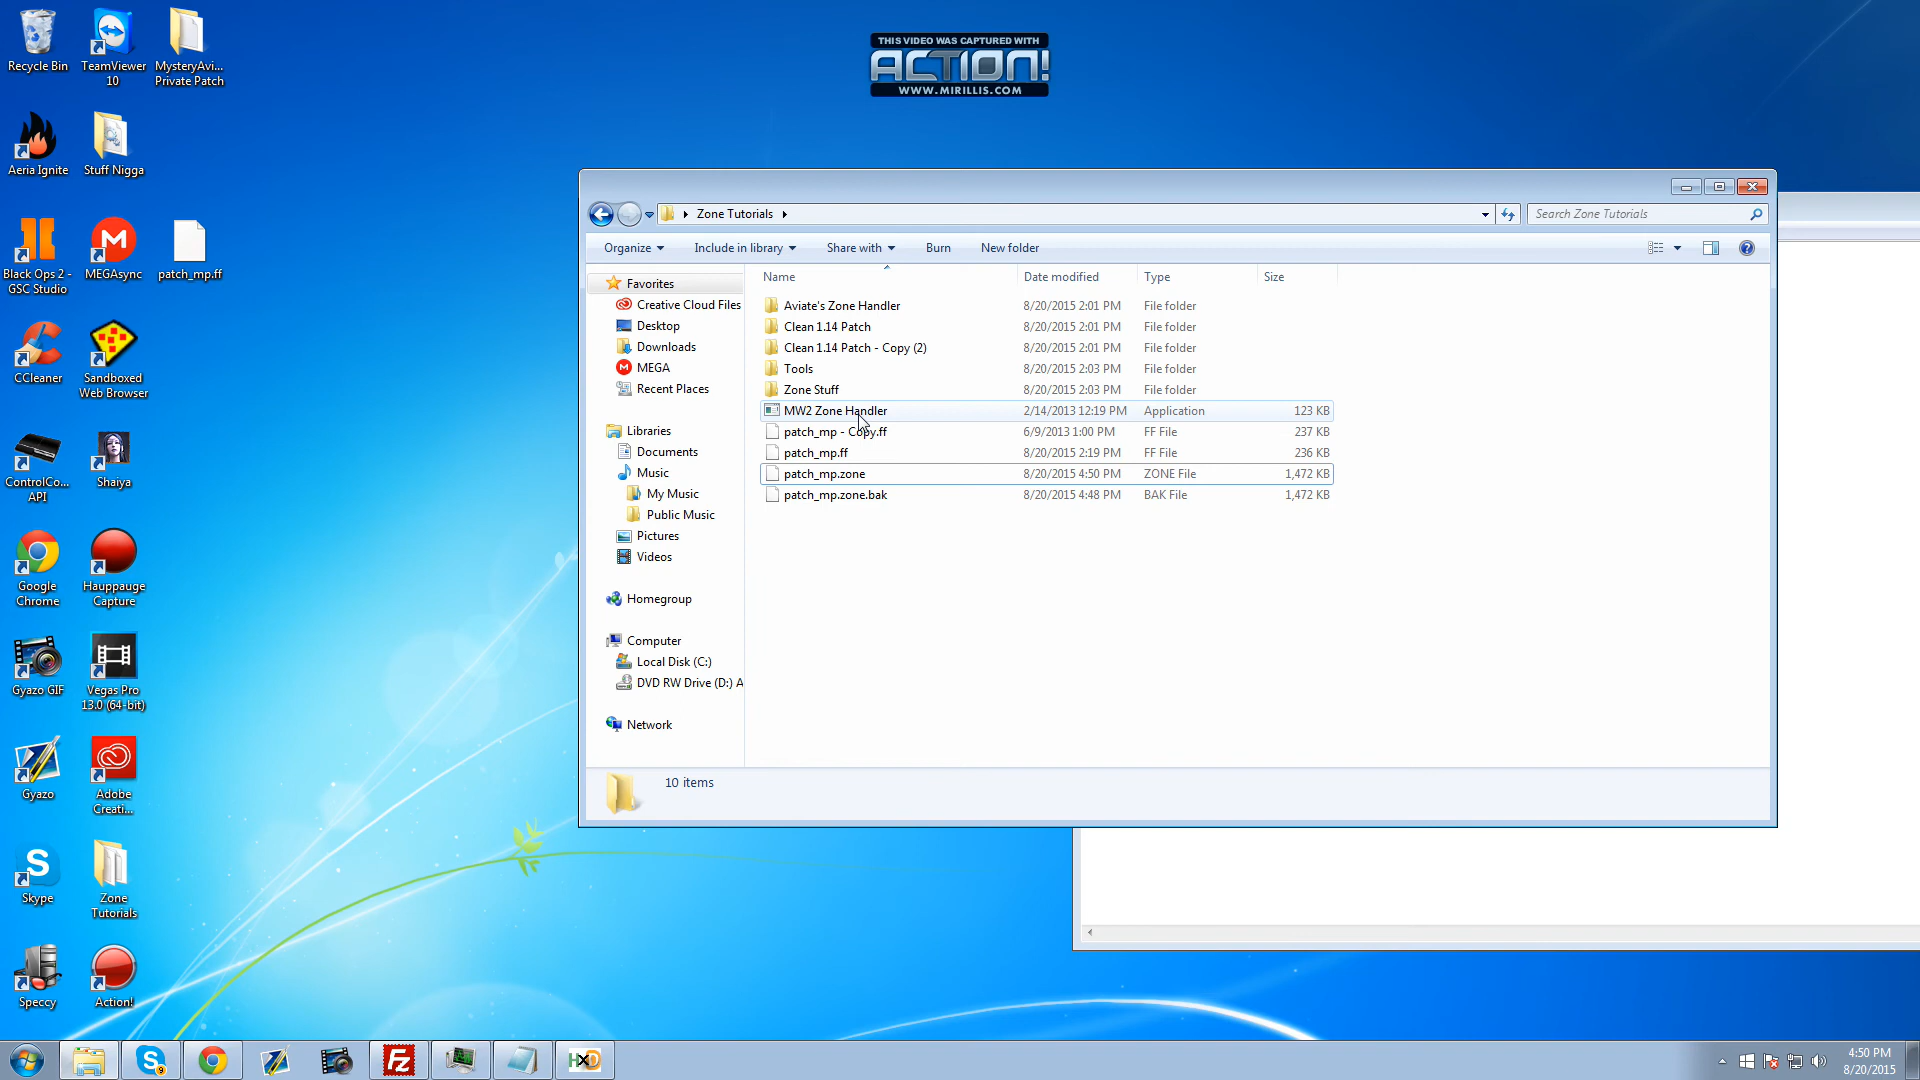 THIS VIDEO WAS CAPTURED WITH
ACTION!
WWW.MIRILLIS.COM
Recycle Bin
TeamViewer 10
MysteryAvi... Private Patch
Aeria Ignite
Stuff Nigga
Black Ops 2 - GSC Studio
MEGAsync
patch_mp.ff
CCleaner
Sandboxed Web Browser
ControlCo... API
Shaiya
Google Chrome
Hauppauge Capture
Gyazo GIF
Vegas Pro 13.0 (64-bit)
Gyazo
Adobe Creati...
Skype
Zone Tutorials
Speccy
Action!
Zone Tutorials
Search Zone Tutorials
Organize
Include in library
Share with
Burn
New folder
Name
Date modified
Type
Size
Favorites
Creative Cloud Files
Desktop
Downloads
MEGA
Recent Places
Libraries
Documents
Music
My Music
Public Music
Pictures
Videos
Homegroup
Computer
Local Disk (C:)
DVD RW Drive (D:) A
Network
Aviate's Zone Handler 8/20/2015 2:01 PM File folder
Clean 1.14 Patch 8/20/2015 2:01 PM File folder
Clean 1.14 Patch - Copy (2) 8/20/2015 2:01 PM File folder
Tools 8/20/2015 2:03 PM File folder
Zone Stuff 8/20/2015 2:03 PM File folder
MW2 Zone Handler 2/14/2013 12:19 PM Application 123 KB
patch_mp - Copy.ff 6/9/2013 1:00 PM FF File 237 KB
patch_mp.ff 8/20/2015 2:19 PM FF File 236 KB
patch_mp.zone 8/20/2015 4:50 PM ZONE File 1,472 KB
patch_mp.zone.bak 8/20/2015 4:48 PM BAK File 1,472 KB
10 items
4:50 PM
8/20/2015